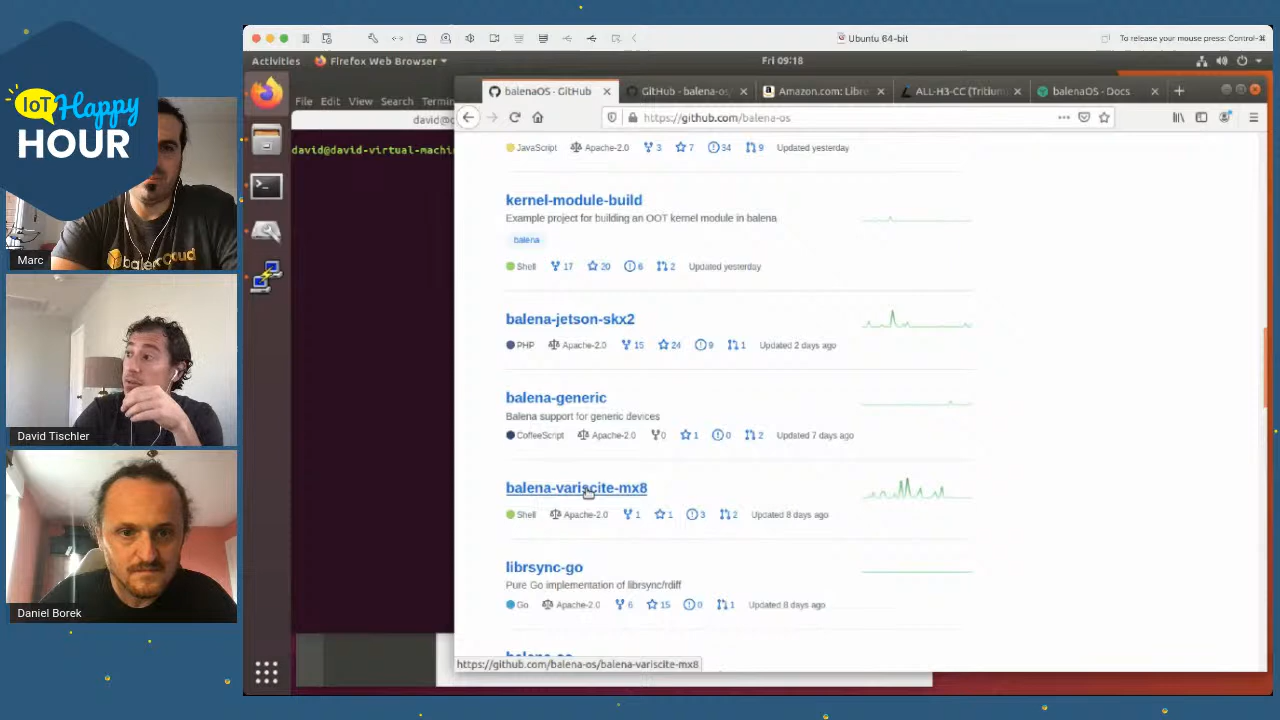 IoT Happy
HOUR
balenaCloud
Marc
David Tischler
Daniel Borek
Ubuntu 64-bit
To release your mouse press: Control-⌘
Activities
Firefox Web Browser
Fri 09:18
File Edit View Search Termin
david@d
david@david-virtual-machi
balenaOS · GitHub
GitHub - balena-os/
Amazon.com: Libre
ALL-H3-CC (Tritium
balenaOS - Docs
https://github.com/balena-os
JavaScript Apache-2.0 3 7 34 9 Updated yesterday
kernel-module-build
Example project for building an OOT kernel module in balena
balena
Shell 17 20 6 2 Updated yesterday
balena-jetson-skx2
PHP Apache-2.0 15 24 9 1 Updated 2 days ago
balena-generic
Balena support for generic devices
CoffeeScript Apache-2.0 0 1 0 2 Updated 7 days ago
balena-variscite-mx8
Shell Apache-2.0 1 1 3 2 Updated 8 days ago
librsync-go
Pure Go implementation of librsync/rdiff
Go Apache-2.0 6 15 0 1 Updated 8 days ago
https://github.com/balena-os/balena-variscite-mx8